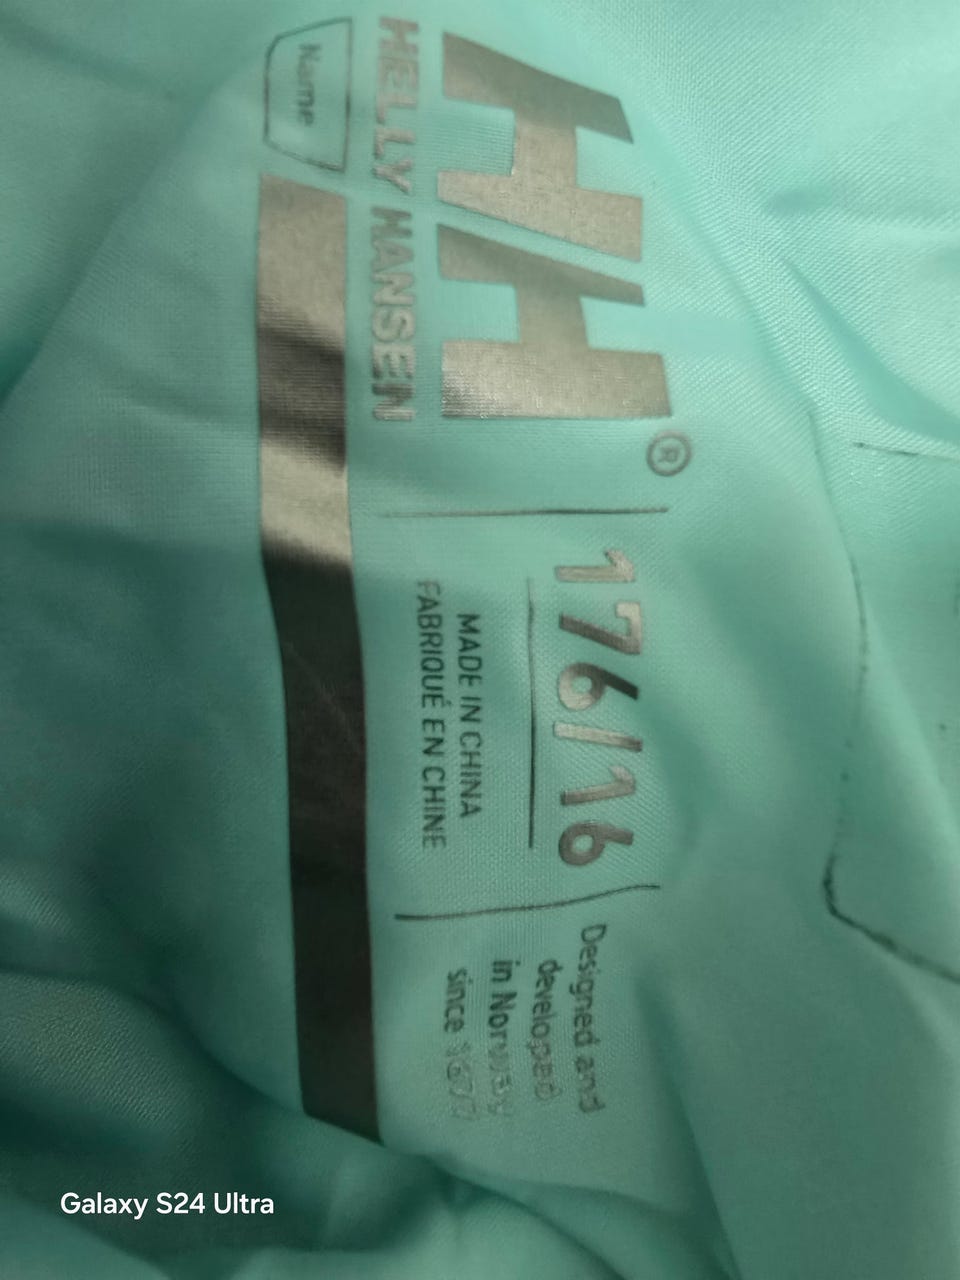 HH®
HELLY HANSEN
Name
176/16
MADE IN CHINA
FABRIQUÉ EN CHINE
Designed and
developed
in Norway
since 1877
Galaxy S24 Ultra